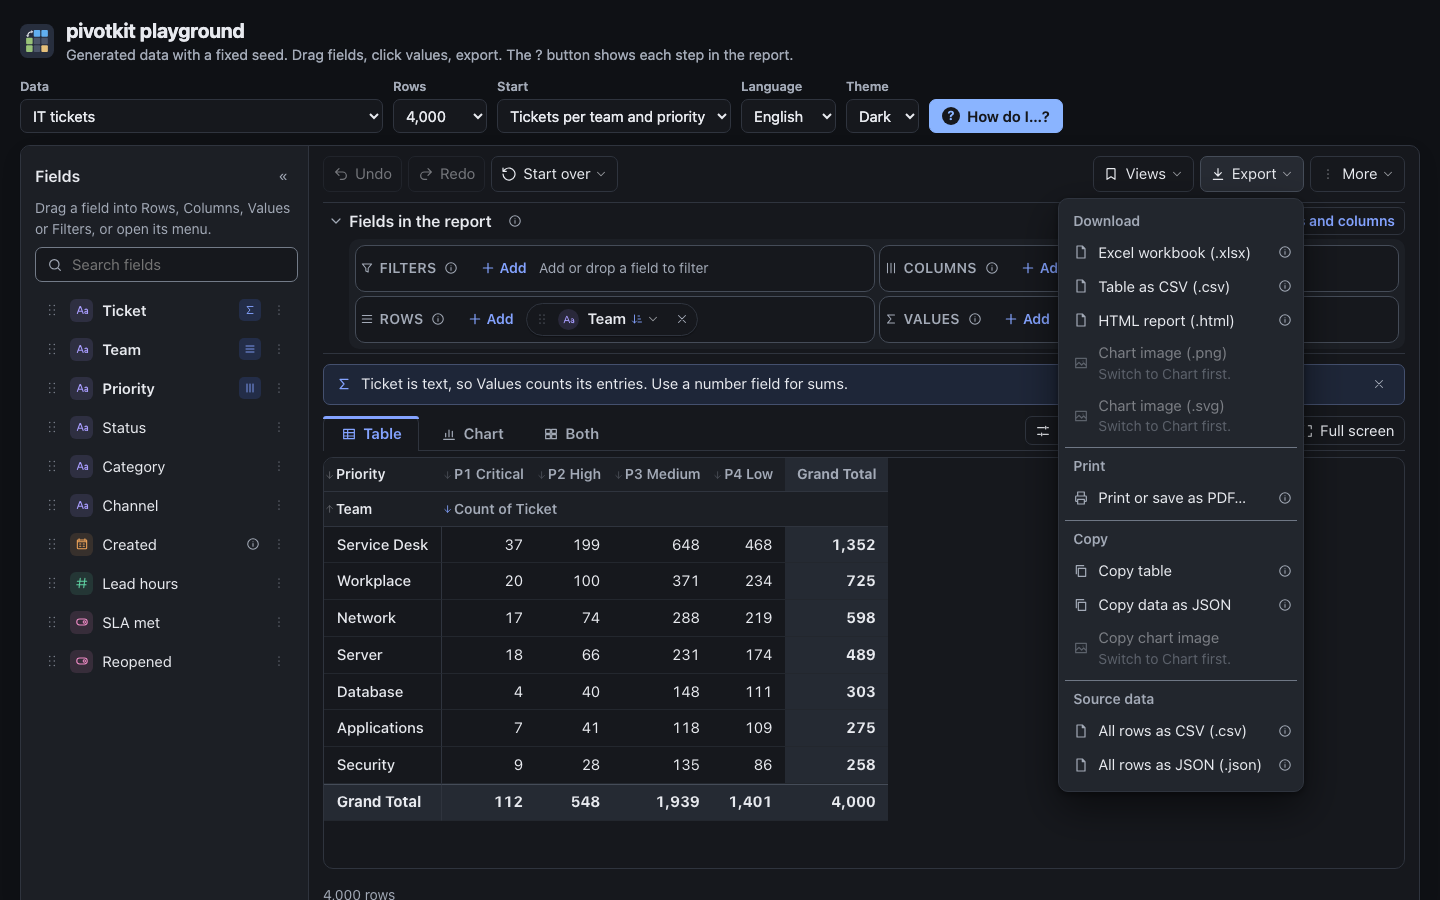 pivotkit playground
Generated data with a fixed seed. Drag fields, click values, export. The ? button shows each step in the report.
Data
Rows
Start
Language
Theme
IT tickets
4,000
Tickets per team and priority
English
Dark
? How do I...?
Fields
«
Drag a field into Rows, Columns, Values
or Filters, or open its menu.
Search fields
Aa Ticket Σ
Aa Team
Aa Priority
Aa Status
Aa Category
Aa Channel
Created
# Lead hours
SLA met
Reopened
Undo
Redo
Start over
Views
Export
More
Fields in the report
and columns
FILTERS
+ Add
Add or drop a field to filter
COLUMNS
+ Ad
ROWS
+ Add
Aa Team
Σ VALUES
+ Add
Σ Ticket is text, so Values counts its entries. Use a number field for sums.
Table
Chart
Both
Full screen
↓ Priority ↓ P1 Critical ↓ P2 High ↓ P3 Medium ↓ P4 Low Grand Total
↑ Team ↓ Count of Ticket
Service Desk 37 199 648 468 1,352
Workplace 20 100 371 234 725
Network 17 74 288 219 598
Server 18 66 231 174 489
Database 4 40 148 111 303
Applications 7 41 118 109 275
Security 9 28 135 86 258
Grand Total 112 548 1,939 1,401 4,000
4,000 rows
Download
Excel workbook (.xlsx)
Table as CSV (.csv)
HTML report (.html)
Chart image (.png)
Switch to Chart first.
Chart image (.svg)
Switch to Chart first.
Print
Print or save as PDF...
Copy
Copy table
Copy data as JSON
Copy chart image
Switch to Chart first.
Source data
All rows as CSV (.csv)
All rows as JSON (.json)